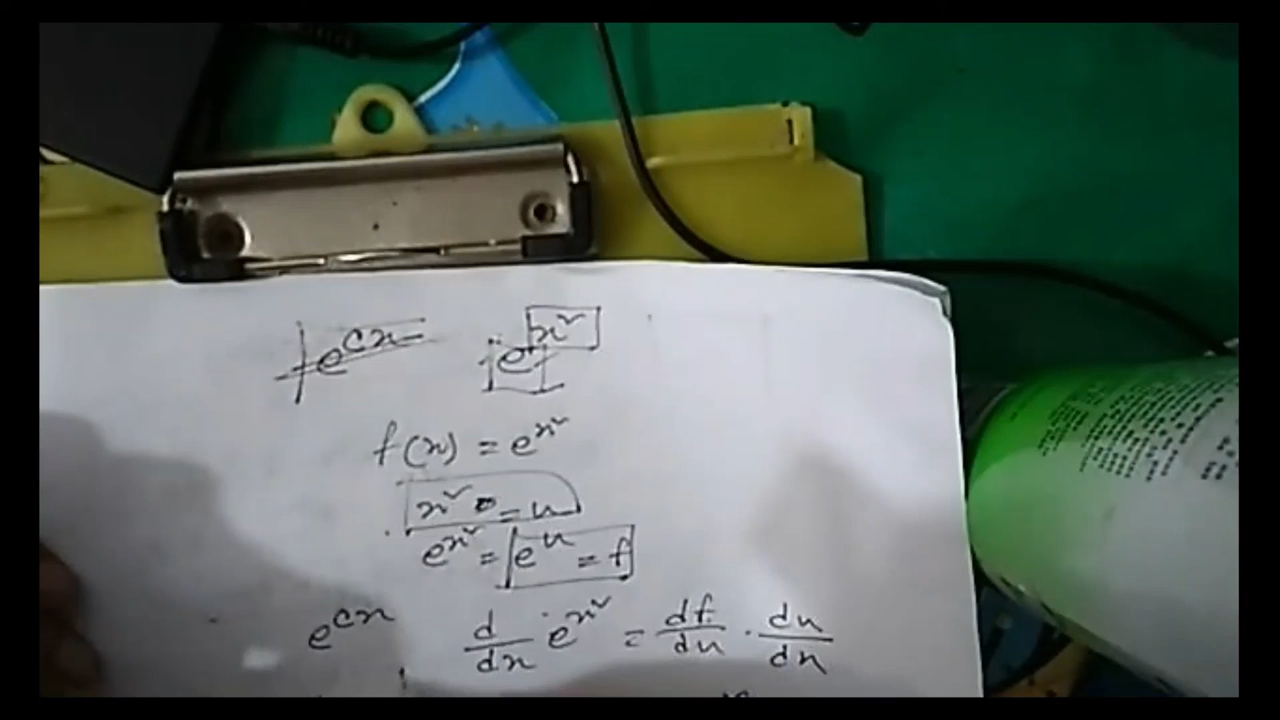 e^{cx} e^{x²}
f(x) = e^{x²}
x² = u
e^{x²} = e^u = f
e^{cx} d/dx e^{x²} = df/du · du/dx